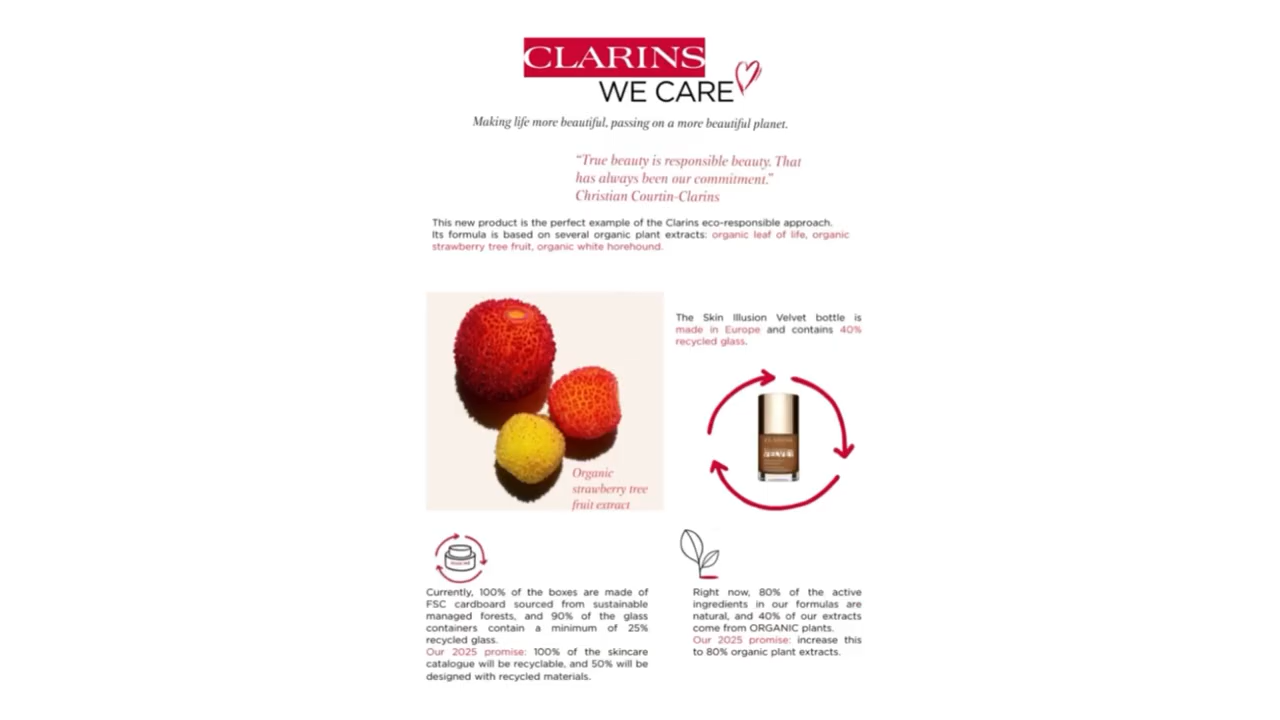 CLARINS
WE CARE
Making life more beautiful, passing on a more beautiful planet.
“True beauty is responsible beauty. That
has always been our commitment.”
Christian Courtin-Clarins
This new product is the perfect example of the Clarins eco-responsible approach.
Its formula is based on several organic plant extracts: organic leaf of life, organic
strawberry tree fruit, organic white horehound.
The Skin Illusion Velvet bottle is
made in Europe and contains 40%
recycled glass.
CLARINS
Organic
strawberry tree
fruit extract
Currently, 100% of the boxes are made of
FSC cardboard sourced from sustainable
managed forests, and 90% of the glass
containers contain a minimum of 25%
recycled glass.
Our 2025 promise: 100% of the skincare
catalogue will be recyclable, and 50% will be
designed with recycled materials.
Right now, 80% of the active
ingredients in our formulas are
natural, and 40% of our extracts
come from ORGANIC plants.
Our 2025 promise: increase this
to 80% organic plant extracts.